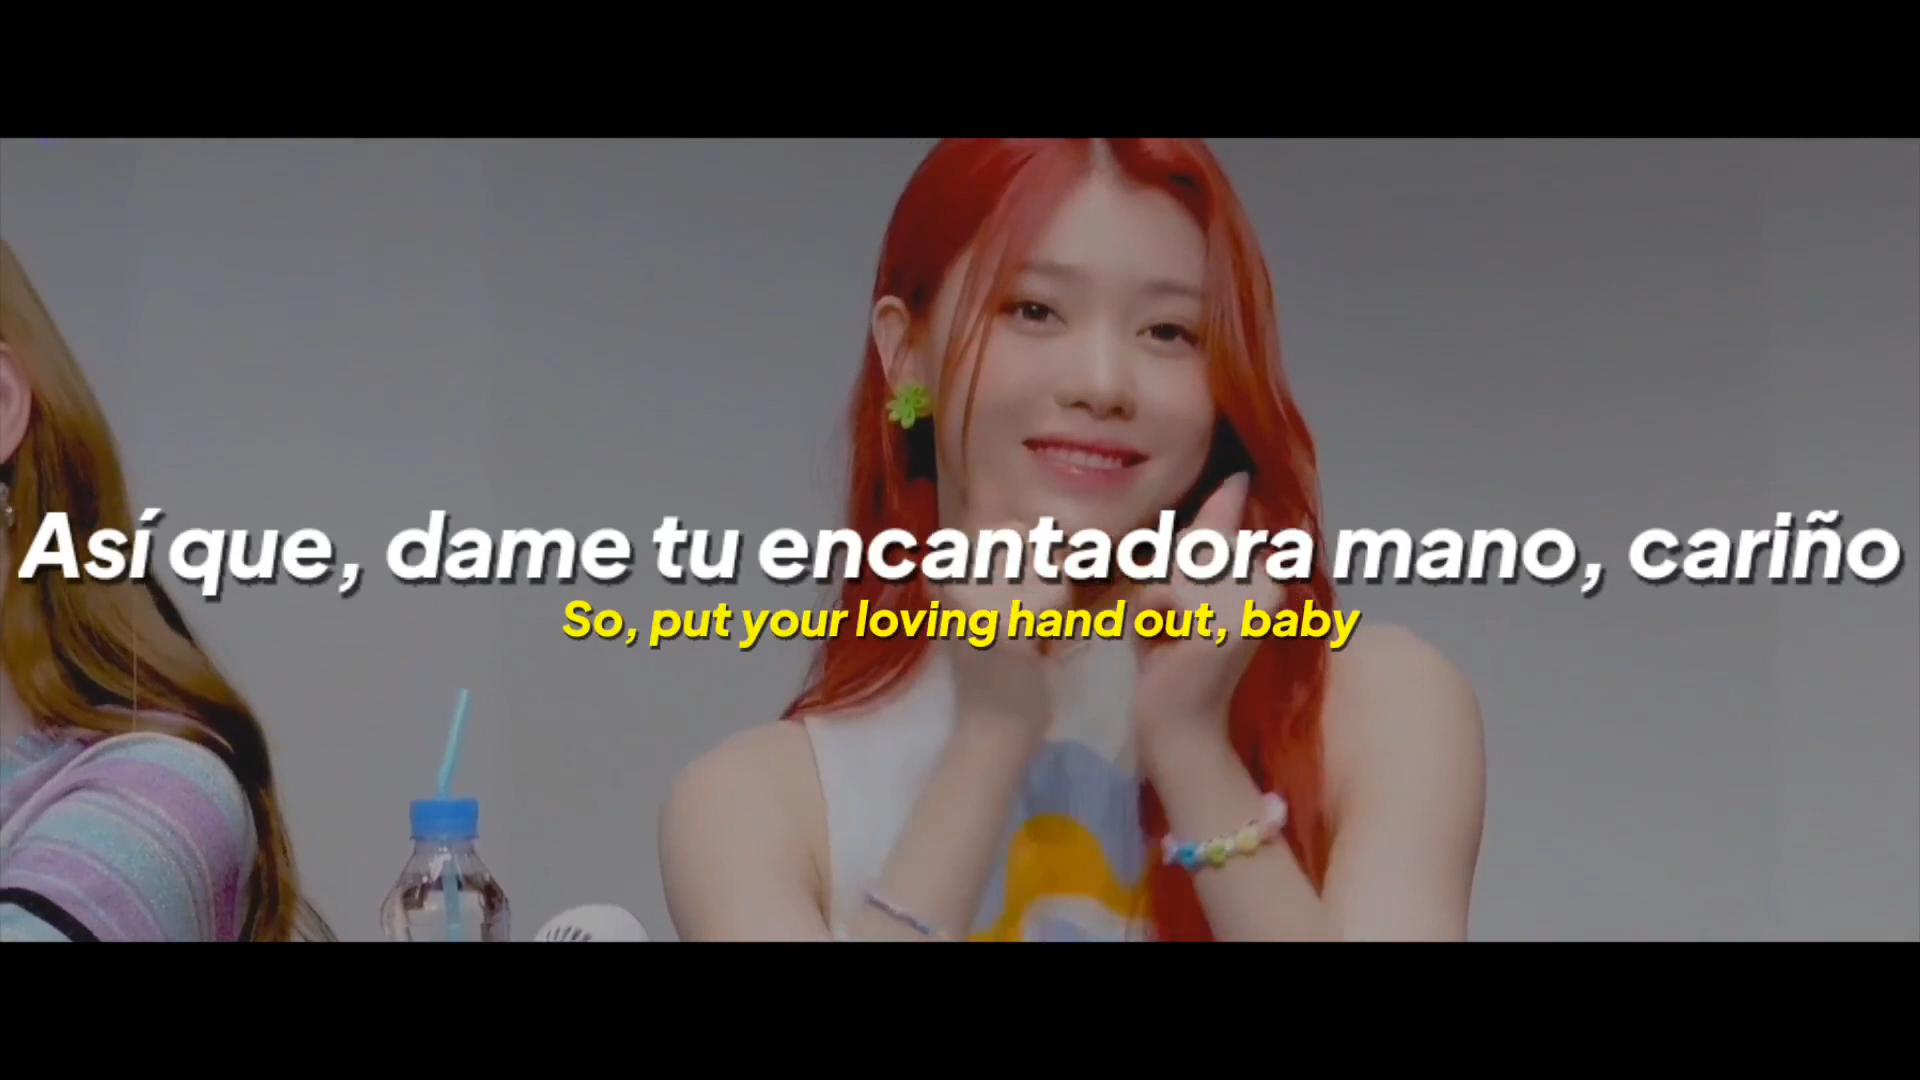 Así que, dame tu encantadora mano, cariño
So, put your loving hand out, baby